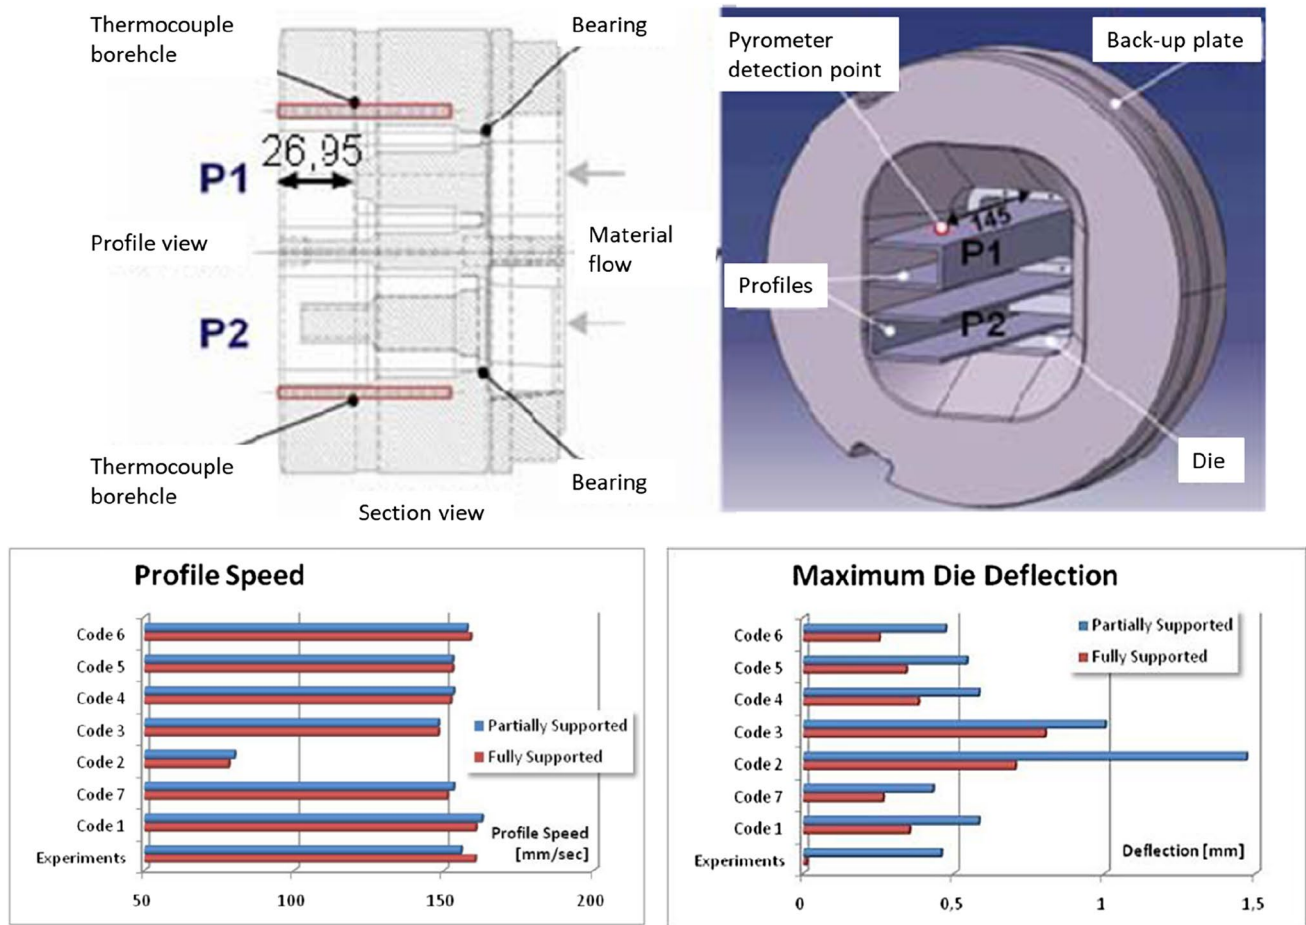 Thermocouple
borehcle
Bearing
26,95
P1
Profile view
Material
flow
P2
Thermocouple
borehcle
Bearing
Section view
Pyrometer
detection point
Back-up plate
145
P1
Profiles
P2
Die
Profile Speed
Code 6
Code 5
Code 4
Code 3
Code 2
Code 7
Code 1
Experiments
Partially Supported
Fully Supported
Profile Speed
[mm/sec]
50 100 150 200
Maximum Die Deflection
Code 6
Code 5
Code 4
Code 3
Code 2
Code 7
Code 1
Experiments
Partially Supported
Fully Supported
Deflection [mm]
0 0,5 1 1,5